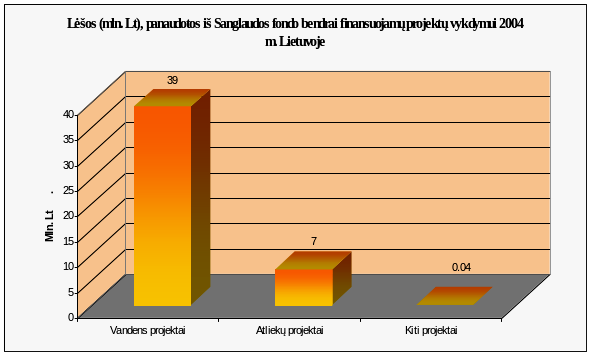 Lėšos (mln. Lt), panaudotos iš Sanglaudos fondo bendrai finansuojamų projektų vykdymui 2004
m. Lietuvoje
39
40
35
30
25
20
15
10
5
0
Mln. Lt .
7
0.04
Vandens projektai
Atliekų projektai
Kiti projektai